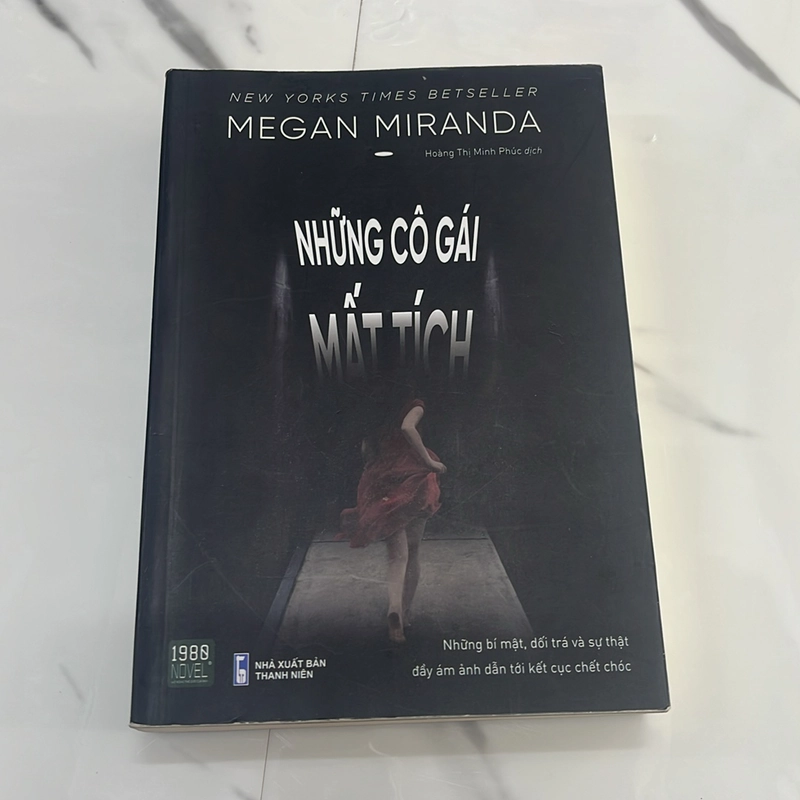 NEW YORKS TIMES BETSELLER
MEGAN MIRANDA
Hoàng Thị Minh Phúc dịch
NHỮNG CÔ GÁI
MẤT TÍCH
Những bí mật, dối trá và sự thật
đầy ám ảnh dẫn tới kết cục chết chóc
1980
NOVEL
NHÀ XUẤT BẢN
THANH NIÊN